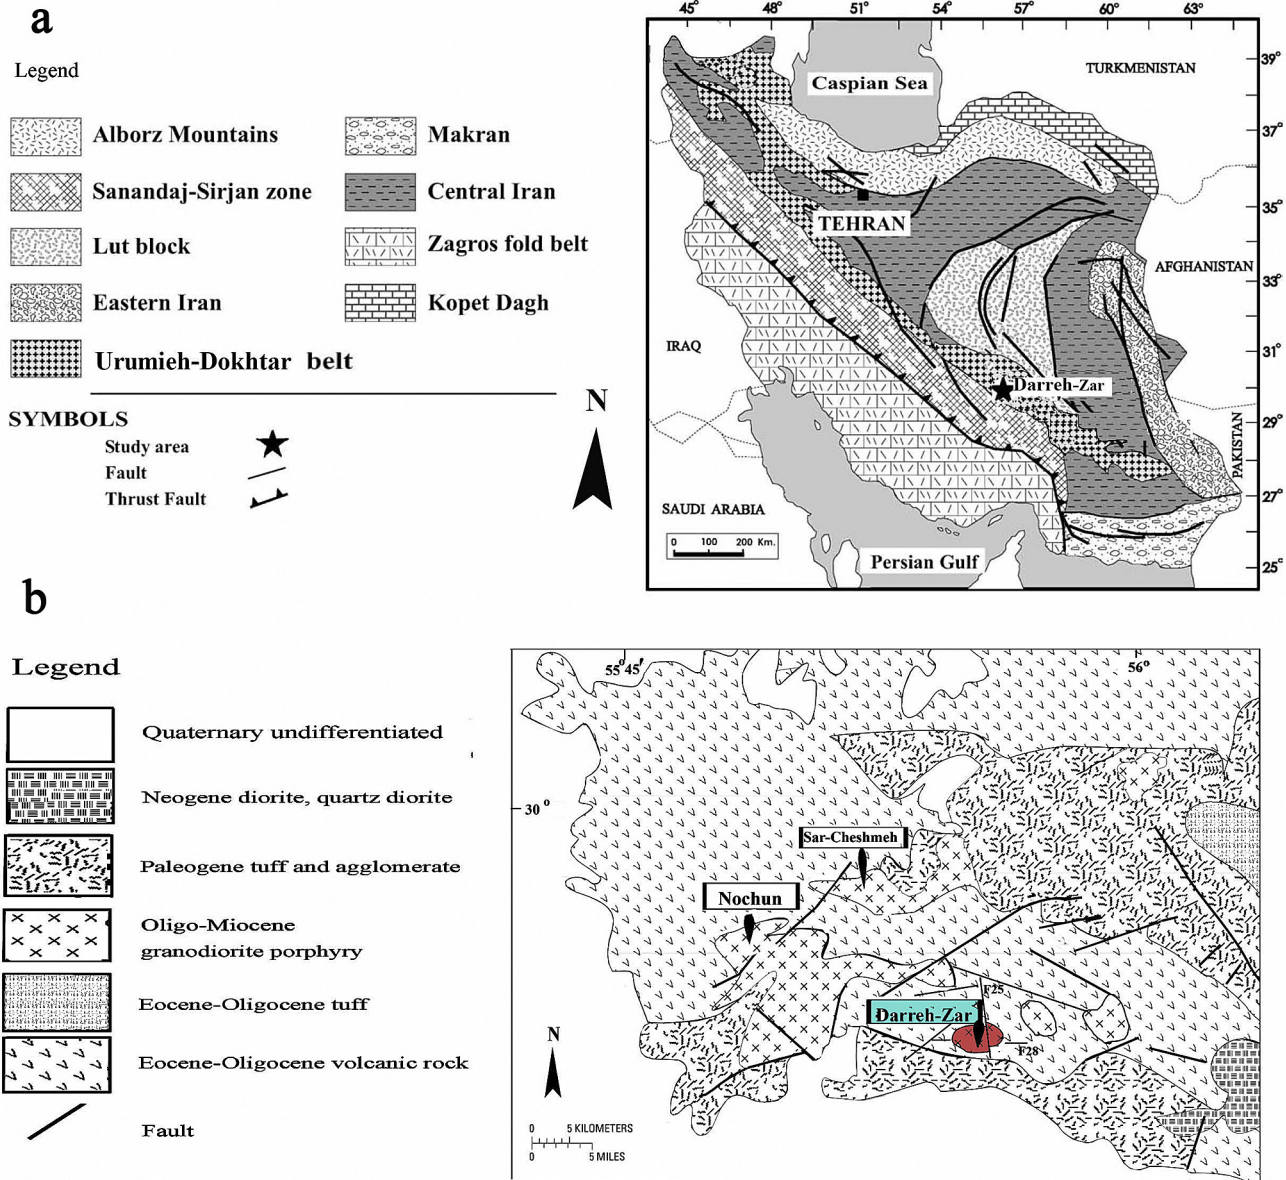 a
Legend
Alborz Mountains
Makran
Sanandaj-Sirjan zone
Central Iran
Lut block
Zagros fold belt
Eastern Iran
Kopet Dagh
Urumieh-Dokhtar belt
SYMBOLS
Study area
Fault
Thrust Fault
N
45° 48° 51° 54° 57° 60° 63°
39°
37°
35°
33°
31°
29°
27°
25°
TURKMENISTAN
Caspian Sea
TEHRAN
AFGHANISTAN
IRAQ
Darreh-Zar
PAKISTAN
SAUDI ARABIA
0 100 200 Km.
Persian Gulf
b
Legend
Quaternary undifferentiated
Neogene diorite, quartz diorite
Paleogene tuff and agglomerate
Oligo-Miocene
granodiorite porphyry
Eocene-Oligocene tuff
Eocene-Oligocene volcanic rock
Fault
55°45'
56°
30°
Sar-Cheshmeh
Nochun
F25
Darreh-Zar
F28
N
0 5 KILOMETERS
0 5 MILES